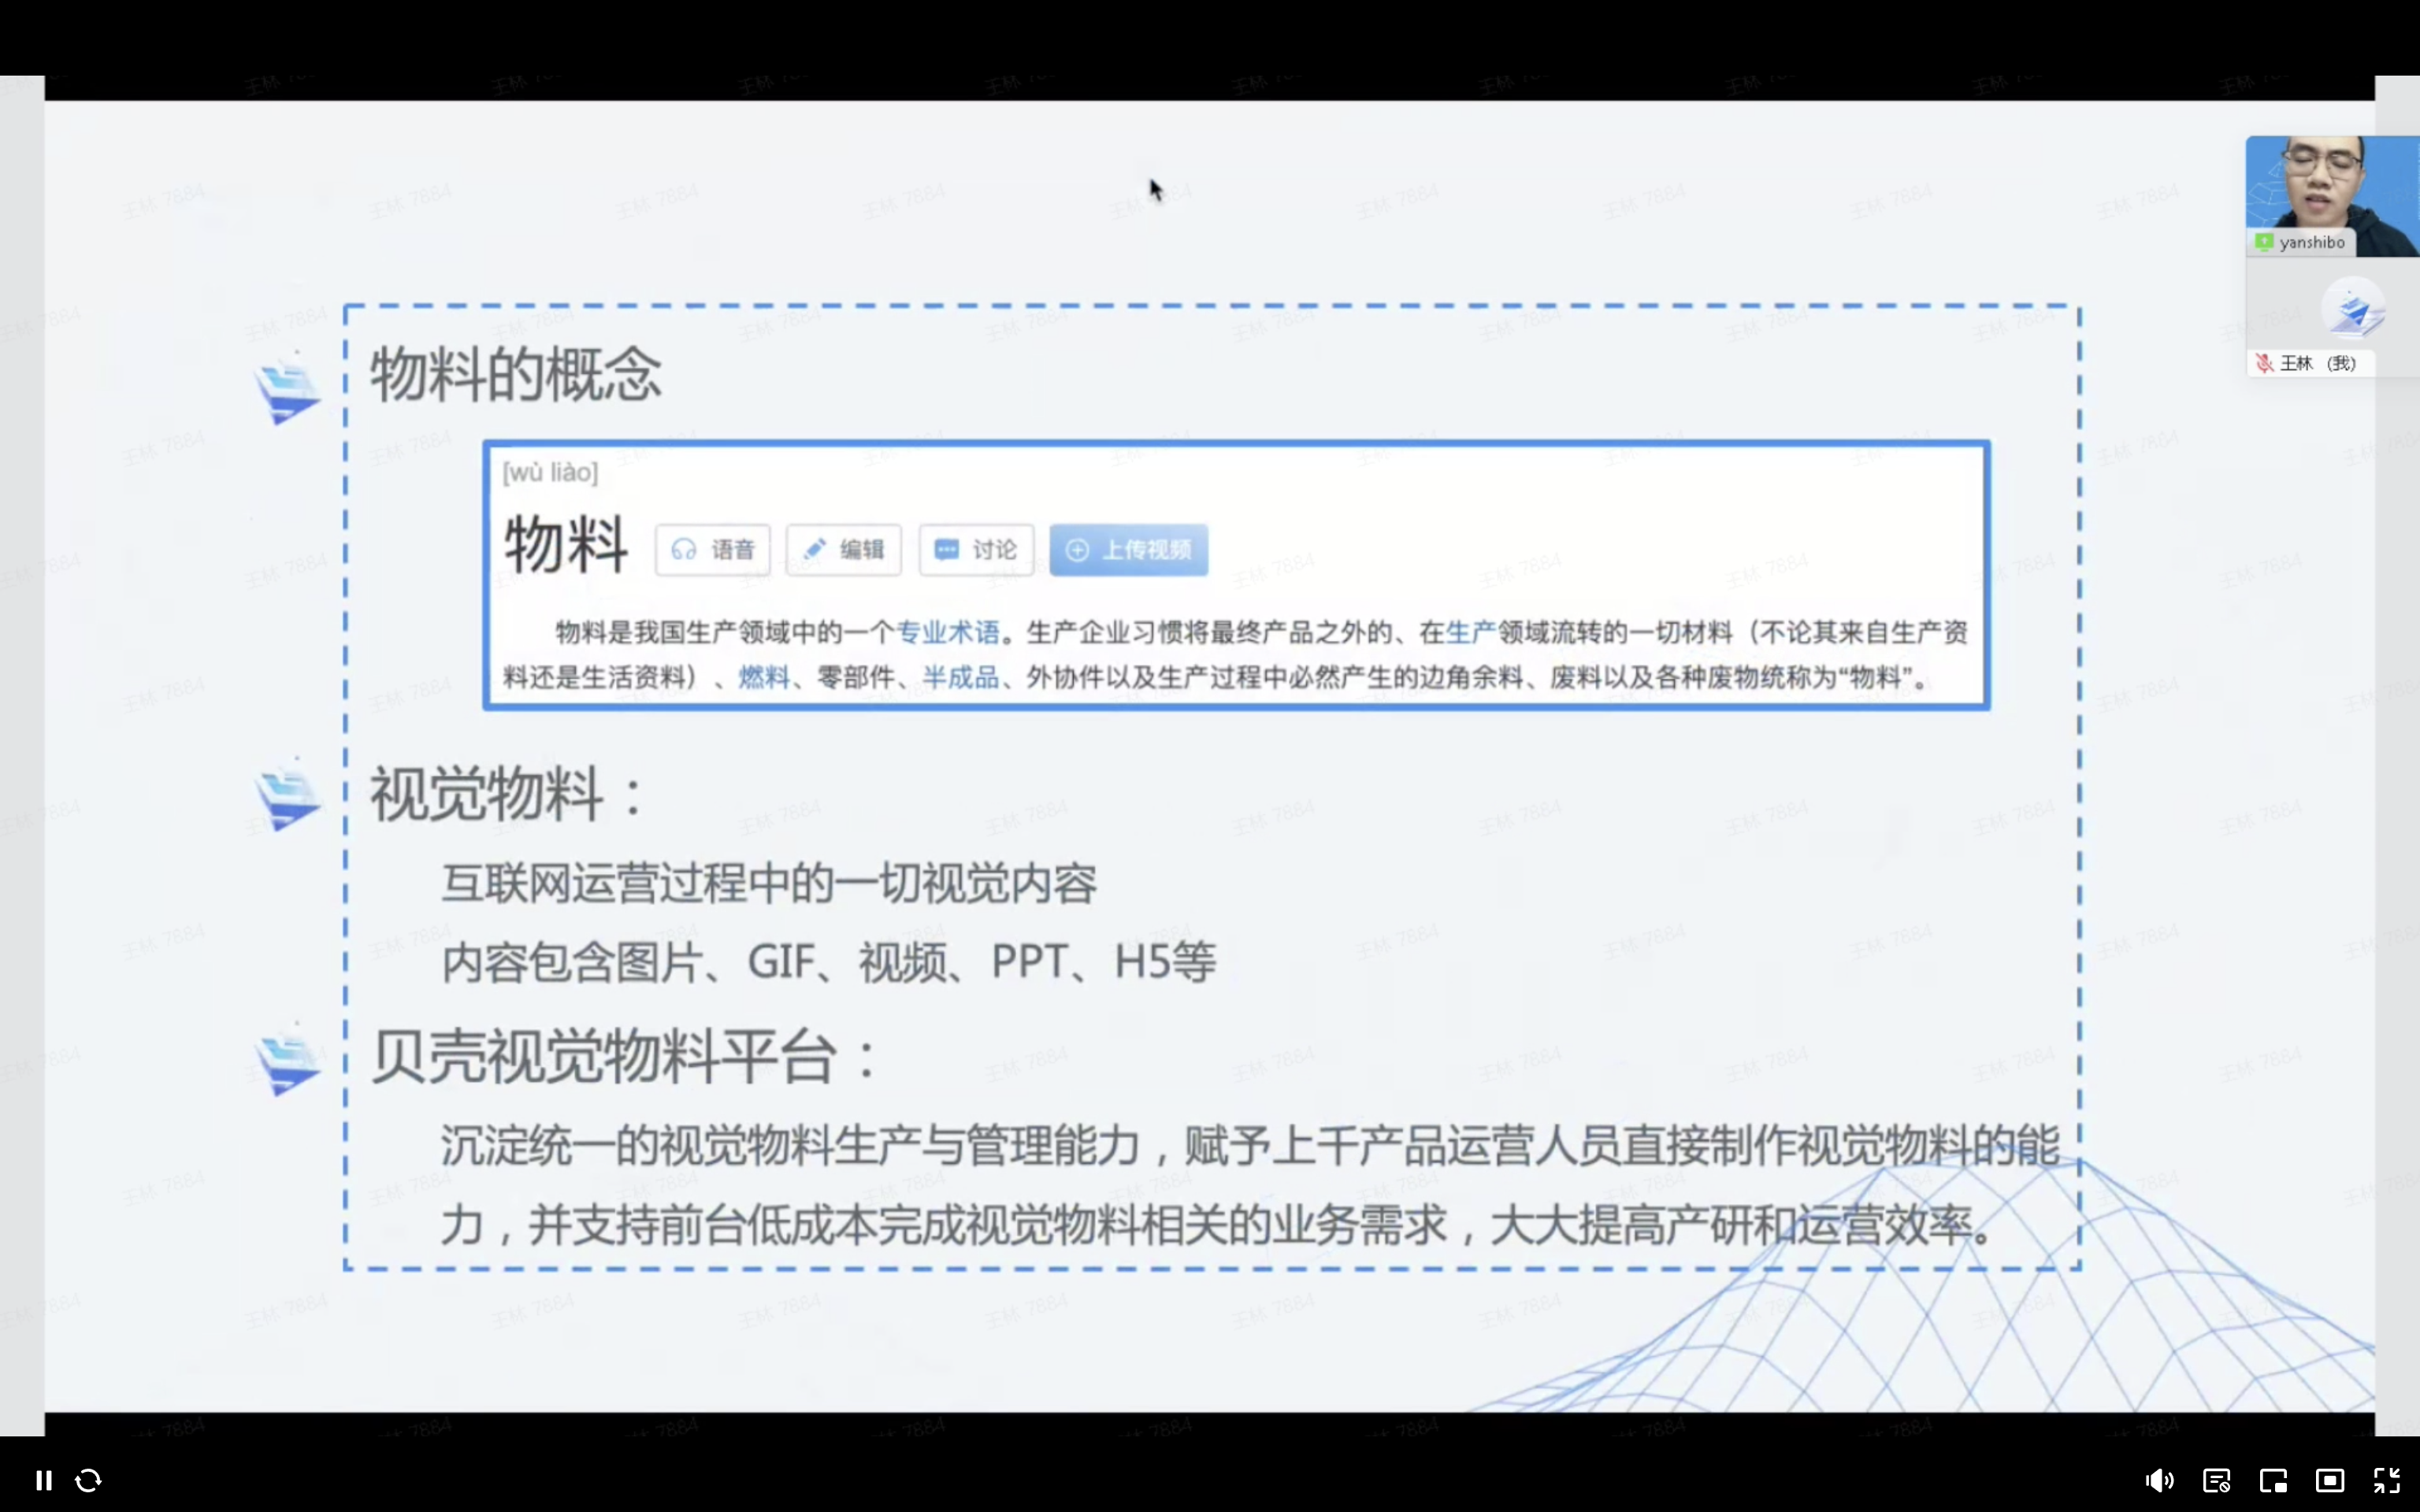 物料的概念
[wù liào]
物料 语音 编辑 讨论 上传视频
物料是我国生产领域中的一个专业术语。生产企业习惯将最终产品之外的、在生产领域流转的一切材料（不论其来自生产资
料还是生活资料）、燃料、零部件、半成品、外协件以及生产过程中必然产生的边角余料、废料以及各种废物统称为“物料”。
视觉物料：
互联网运营过程中的一切视觉内容
内容包含图片、GIF、视频、PPT、H5等
贝壳视觉物料平台：
沉淀统一的视觉物料生产与管理能力，赋予上千产品运营人员直接制作视觉物料的能
力，并支持前台低成本完成视觉物料相关的业务需求，大大提高产研和运营效率。
yanshibo
王林 （我）
王林 7884